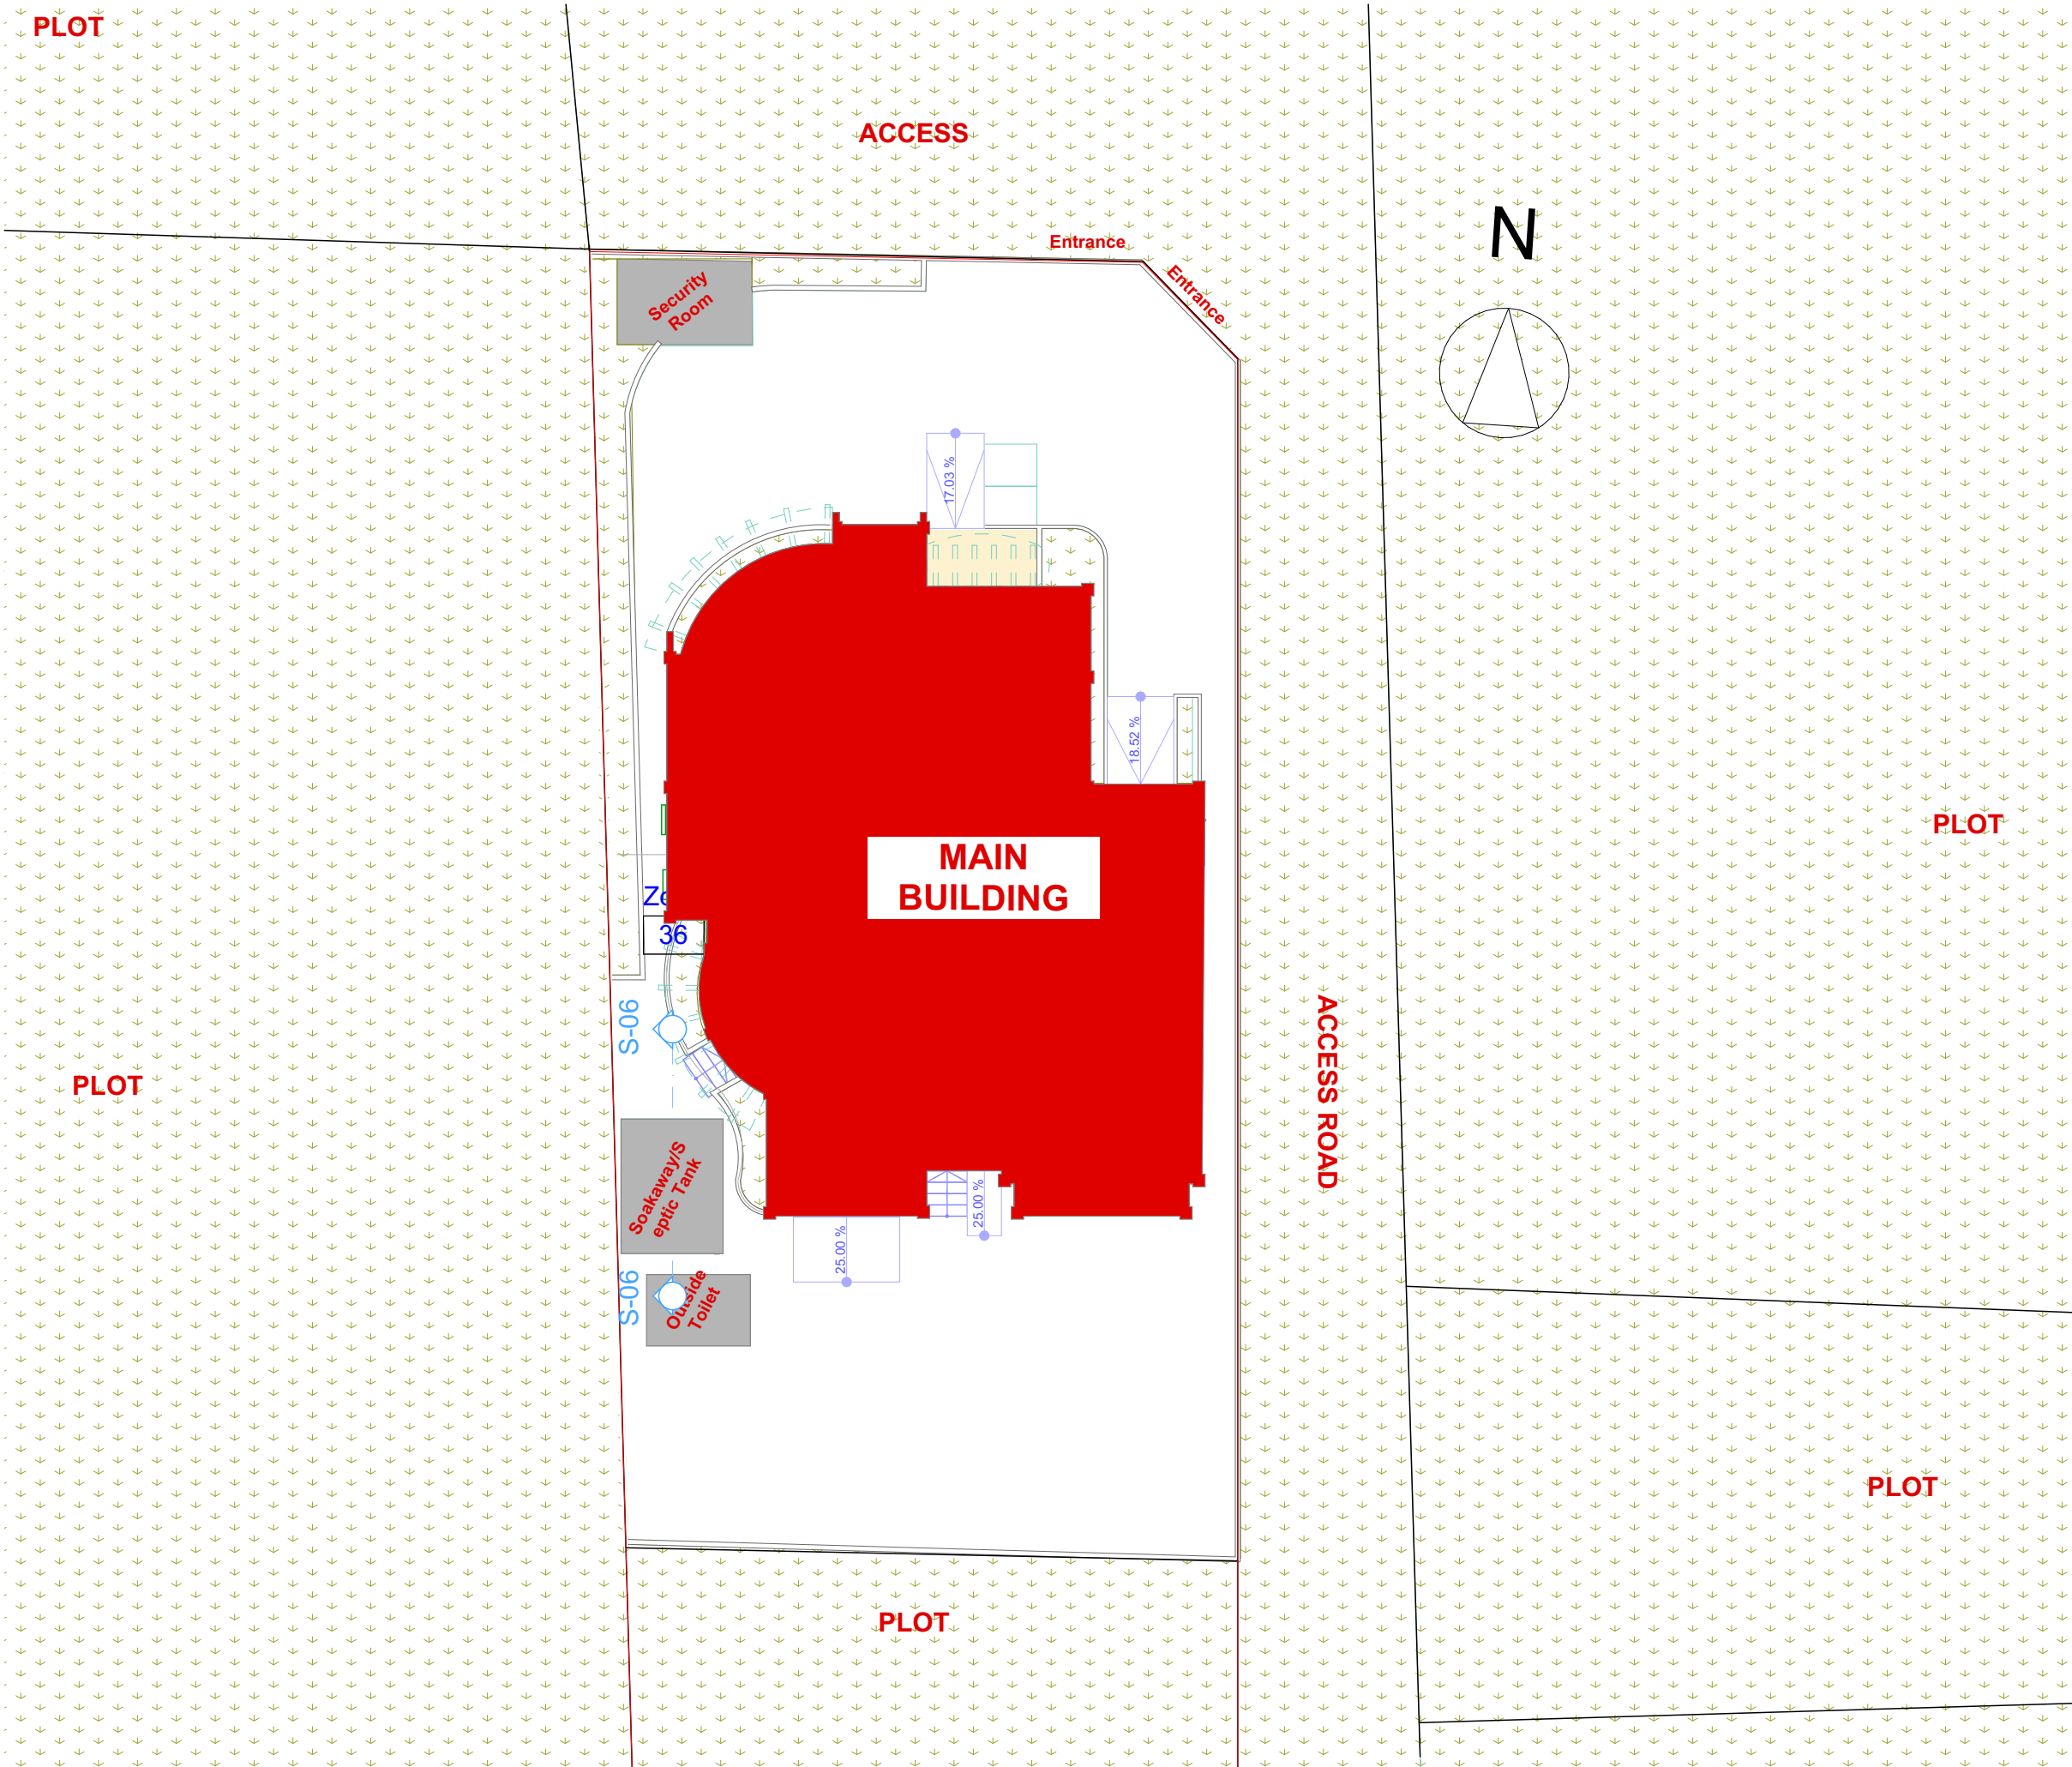 PLOT
ACCESS
N
Entrance
Entrance
Security
Room
17.03 %
18.52 %
PLOT
MAIN
BUILDING
36
S-06
ACCESS ROAD
PLOT
Soakaway/S
eptic Tank
25.00 %
25.00 %
S-06
Outside
Toilet
PLOT
PLOT